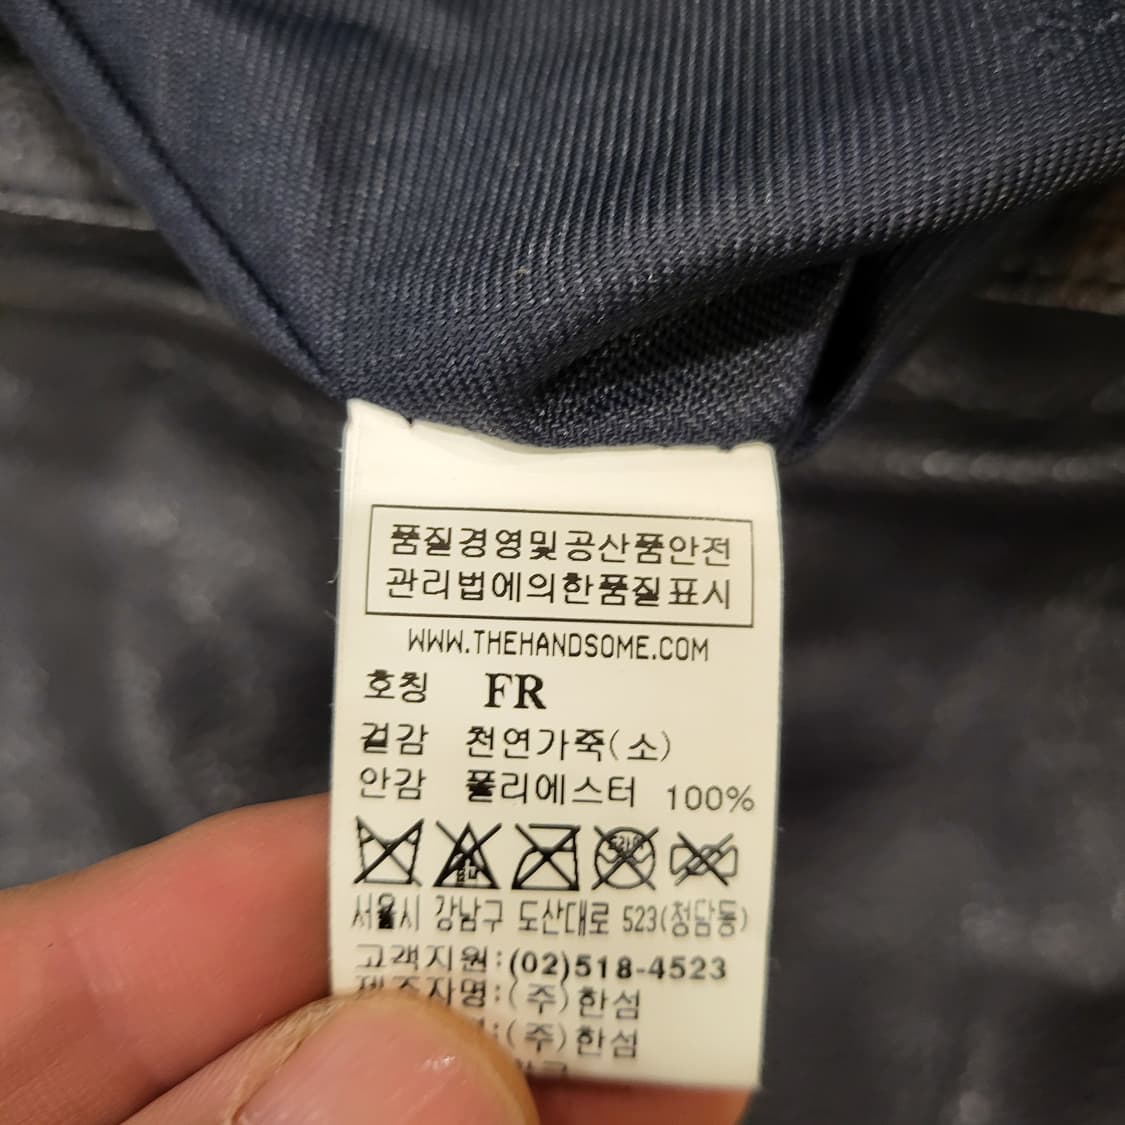 품질경영및공산품안전
관리법에의한품질표시
WWW.THEHANDSOME.COM
호칭 FR
겉감 천연가죽(소)
안감 폴리에스터 100%
드라이
서울시 강남구 도산대로 523(청담동)
고객지원:(02)518-4523
제조자명:(주)한섬
:(주)한섬